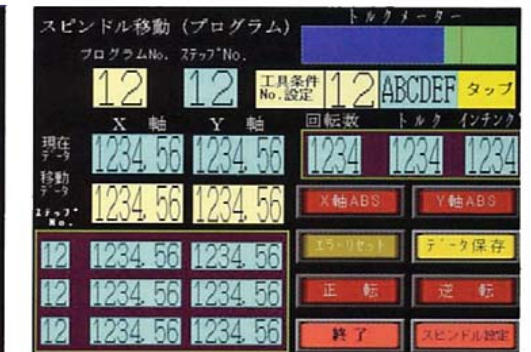 スピンドル移動 (プログラム)
トルクメーター
プログラムNo. ステップNo.
12 12 工具条件No.設定 12 ABCDEF タップ
X 軸 Y 軸 回転数 トルク インチング
現在データ 1234.56 1234.56 1234 1234 1234
移動データ 1234.56 1234.56 X軸ABS Y軸ABS
ステップNo.
エラーリセット データ保存
12 1234.56 1234.56
12 1234.56 1234.56 正 転 逆 転
12 1234.56 1234.56 終了 スピンドル設定